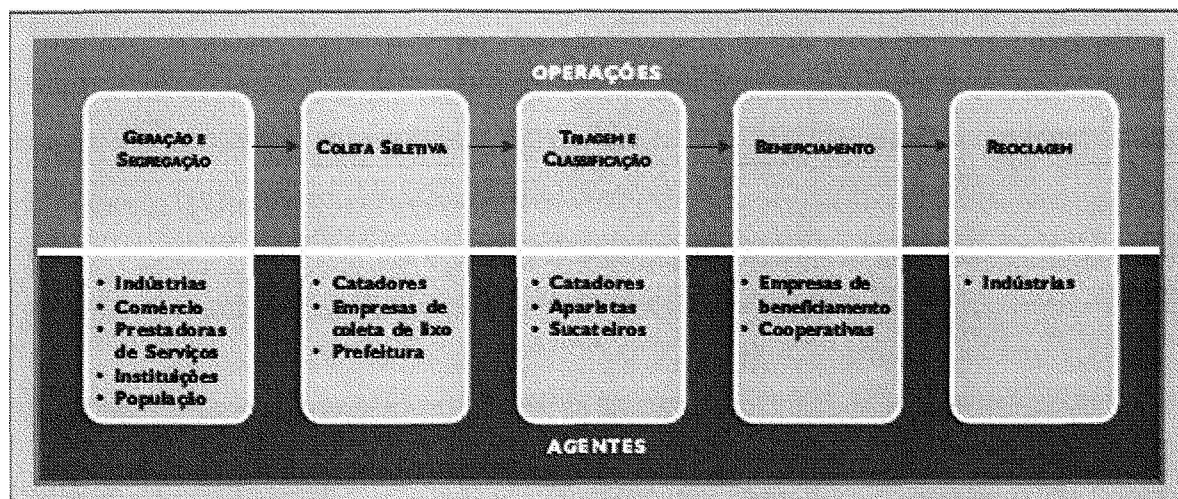 OPERAÇÕES
GERAÇÃO E
SEGREGAÇÃO
COLETA SELETIVA
TRIAGEM E
CLASSIFICAÇÃO
BENEFICIAMENTO
RECICLAGEM
• Indústrias
• Comércio
• Prestadoras
de Serviços
• Instituições
• População
• Catadores
• Empresas de
coleta de lixo
• Prefeitura
• Catadores
• Aparistas
• Sucateiros
• Empresas de
beneficiamento
• Cooperativas
• Indústrias
AGENTES